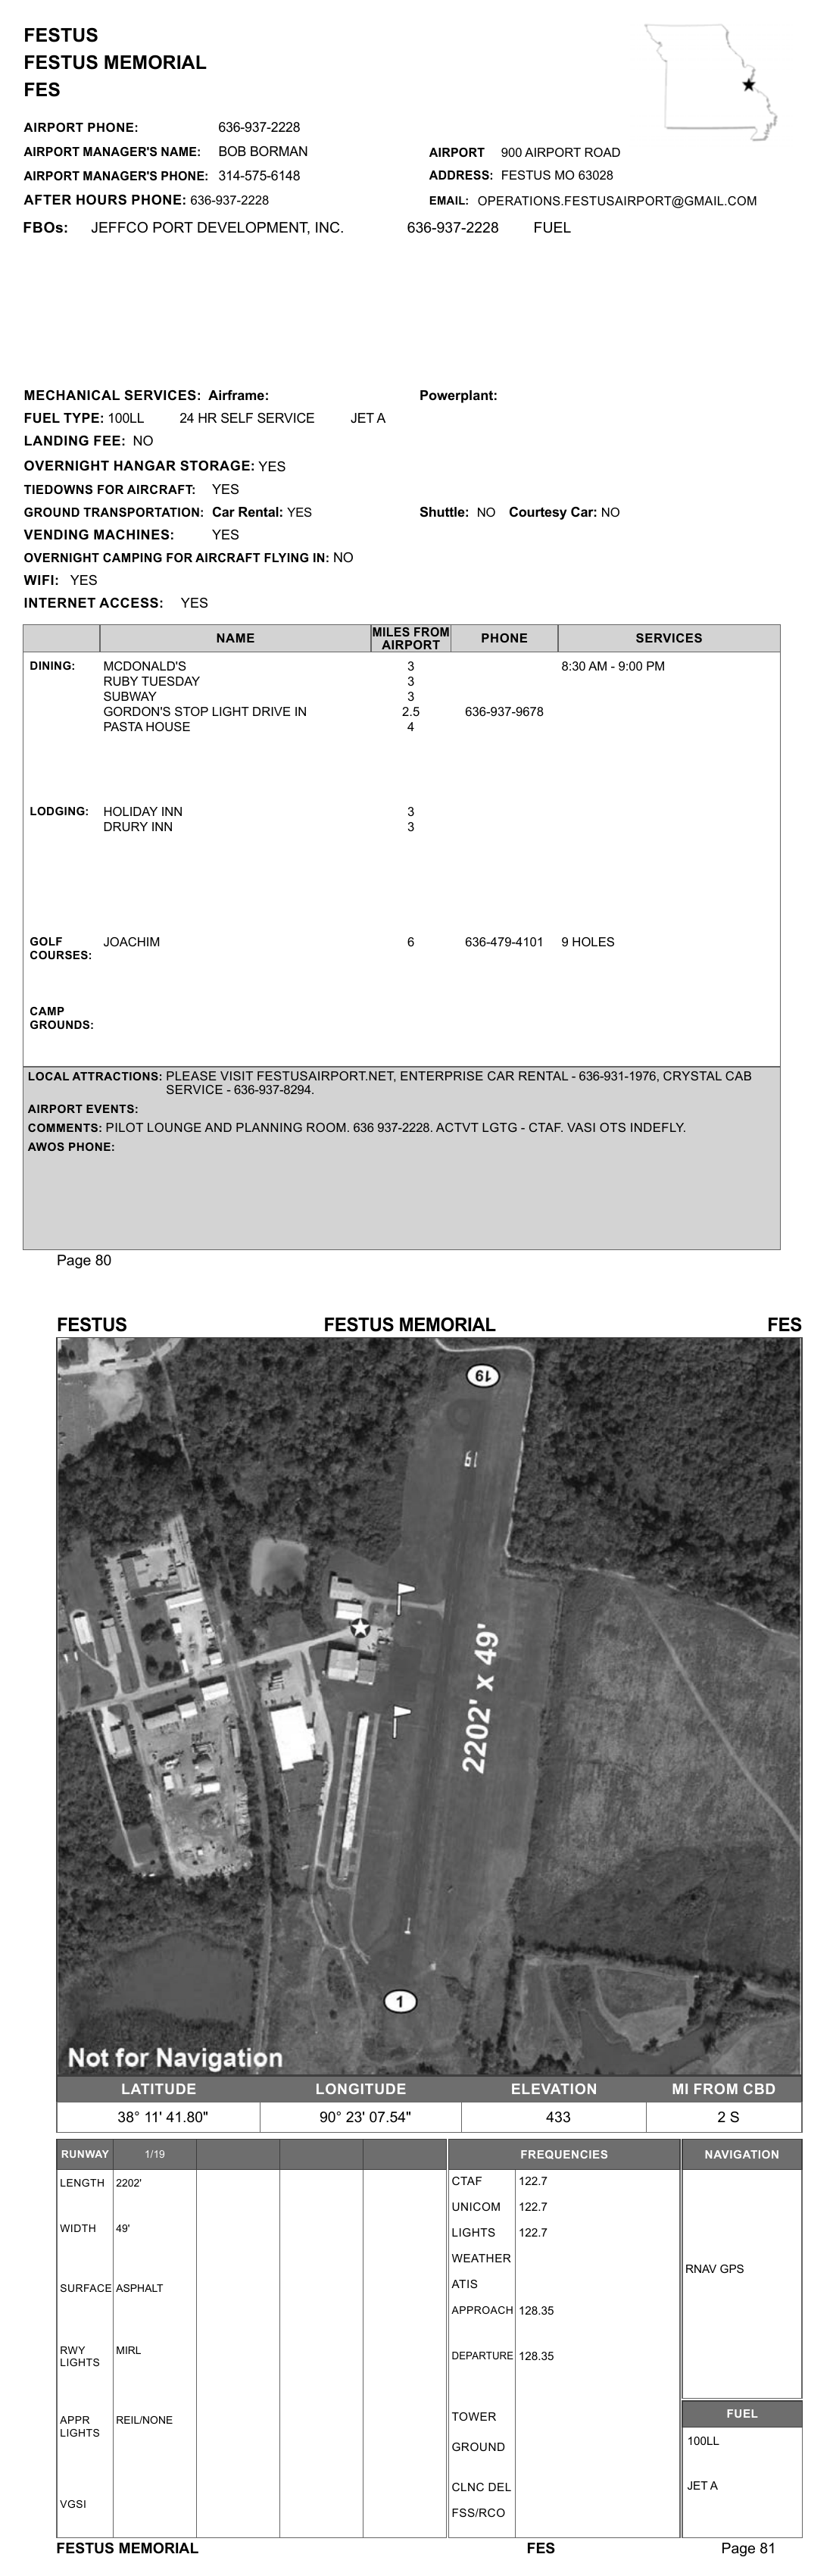 FESTUS
FESTUS MEMORIAL
FES
AIRPORT PHONE: 636-937-2228
AIRPORT MANAGER'S NAME: BOB BORMAN
AIRPORT 900 AIRPORT ROAD
AIRPORT MANAGER'S PHONE: 314-575-6148
ADDRESS: FESTUS MO 63028
AFTER HOURS PHONE: 636-937-2228
EMAIL: OPERATIONS.FESTUSAIRPORT@GMAIL.COM
FBOs: JEFFCO PORT DEVELOPMENT, INC. 636-937-2228 FUEL
MECHANICAL SERVICES: Airframe: Powerplant:
FUEL TYPE: 100LL 24 HR SELF SERVICE JET A
LANDING FEE: NO
OVERNIGHT HANGAR STORAGE: YES
TIEDOWNS FOR AIRCRAFT: YES
GROUND TRANSPORTATION: Car Rental: YES Shuttle: NO Courtesy Car: NO
VENDING MACHINES: YES
OVERNIGHT CAMPING FOR AIRCRAFT FLYING IN: NO
WIFI: YES
INTERNET ACCESS: YES
NAME MILES FROM AIRPORT PHONE SERVICES
DINING: MCDONALD'S 3 8:30 AM - 9:00 PM
RUBY TUESDAY 3
SUBWAY 3
GORDON'S STOP LIGHT DRIVE IN 2.5 636-937-9678
PASTA HOUSE 4
LODGING: HOLIDAY INN 3
DRURY INN 3
GOLF COURSES: JOACHIM 6 636-479-4101 9 HOLES
CAMP GROUNDS:
LOCAL ATTRACTIONS: PLEASE VISIT FESTUSAIRPORT.NET, ENTERPRISE CAR RENTAL - 636-931-1976, CRYSTAL CAB
SERVICE - 636-937-8294.
AIRPORT EVENTS:
COMMENTS: PILOT LOUNGE AND PLANNING ROOM. 636 937-2228. ACTVT LGTG - CTAF. VASI OTS INDEFLY.
AWOS PHONE:
Page 80
FESTUS FESTUS MEMORIAL FES
19
19
2202' x 49'
1
Not for Navigation
LATITUDE LONGITUDE ELEVATION MI FROM CBD
38° 11' 41.80" 90° 23' 07.54" 433 2 S
RUNWAY 1/19 FREQUENCIES NAVIGATION
LENGTH 2202'
WIDTH 49'
SURFACE ASPHALT
RWY LIGHTS MIRL
APPR LIGHTS REIL/NONE
VGSI
CTAF 122.7
UNICOM 122.7
LIGHTS 122.7
WEATHER
ATIS
APPROACH 128.35
DEPARTURE 128.35
TOWER
GROUND
CLNC DEL
FSS/RCO
RNAV GPS
FUEL
100LL
JET A
FESTUS MEMORIAL FES Page 81